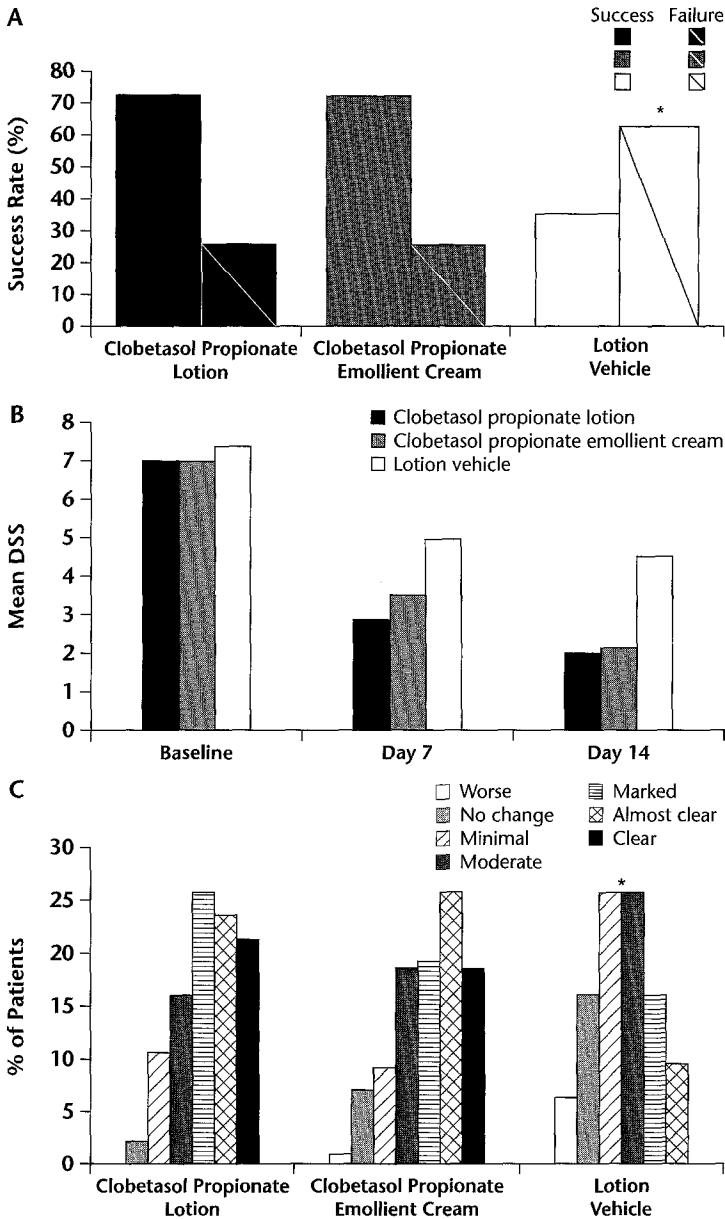 A
Success Failure
80
70
60
50
40
30
20
10
0
Success Rate (%)
*
Clobetasol Propionate
Lotion
Clobetasol Propionate
Emollient Cream
Lotion
Vehicle
B
Clobetasol propionate lotion
Clobetasol propionate emollient cream
Lotion vehicle
8
7
6
5
4
3
2
1
0
Mean DSS
Baseline
Day 7
Day 14
C
Worse
No change
Minimal
Moderate
Marked
Almost clear
Clear
30
25
20
15
10
5
0
% of Patients
*
Clobetasol Propionate
Lotion
Clobetasol Propionate
Emollient Cream
Lotion
Vehicle